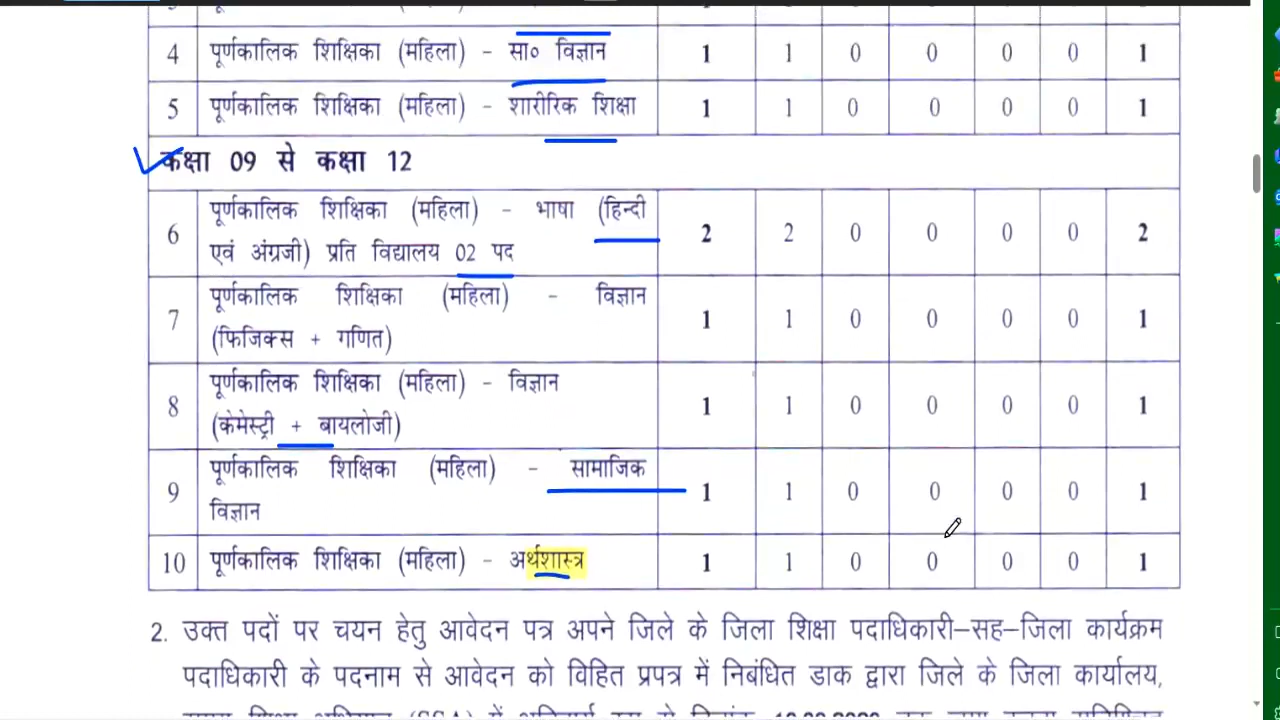 4 पूर्णकालिक शिक्षिका (महिला) - सा० विज्ञान 1 1 0 0 0 0 1
5 पूर्णकालिक शिक्षिका (महिला) - शारीरिक शिक्षा 1 1 0 0 0 0 1
कक्षा 09 से कक्षा 12
6 पूर्णकालिक शिक्षिका (महिला) - भाषा (हिन्दी
एवं अंग्रजी) प्रति विद्यालय 02 पद 2 2 0 0 0 0 2
7 पूर्णकालिक शिक्षिका (महिला) - विज्ञान
(फिजिक्स + गणित) 1 1 0 0 0 0 1
8 पूर्णकालिक शिक्षिका (महिला) - विज्ञान
(केमेस्ट्री + बायलोजी) 1 1 0 0 0 0 1
9 पूर्णकालिक शिक्षिका (महिला) - सामाजिक
विज्ञान 1 1 0 0 0 0 1
10 पूर्णकालिक शिक्षिका (महिला) - अर्थशास्त्र 1 1 0 0 0 0 1
2. उक्त पदों पर चयन हेतु आवेदन पत्र अपने जिले के जिला शिक्षा पदाधिकारी-सह-जिला कार्यक्रम
पदाधिकारी के पदनाम से आवेदन को विहित प्रपत्र में निबंधित डाक द्वारा जिले के जिला कार्यालय,